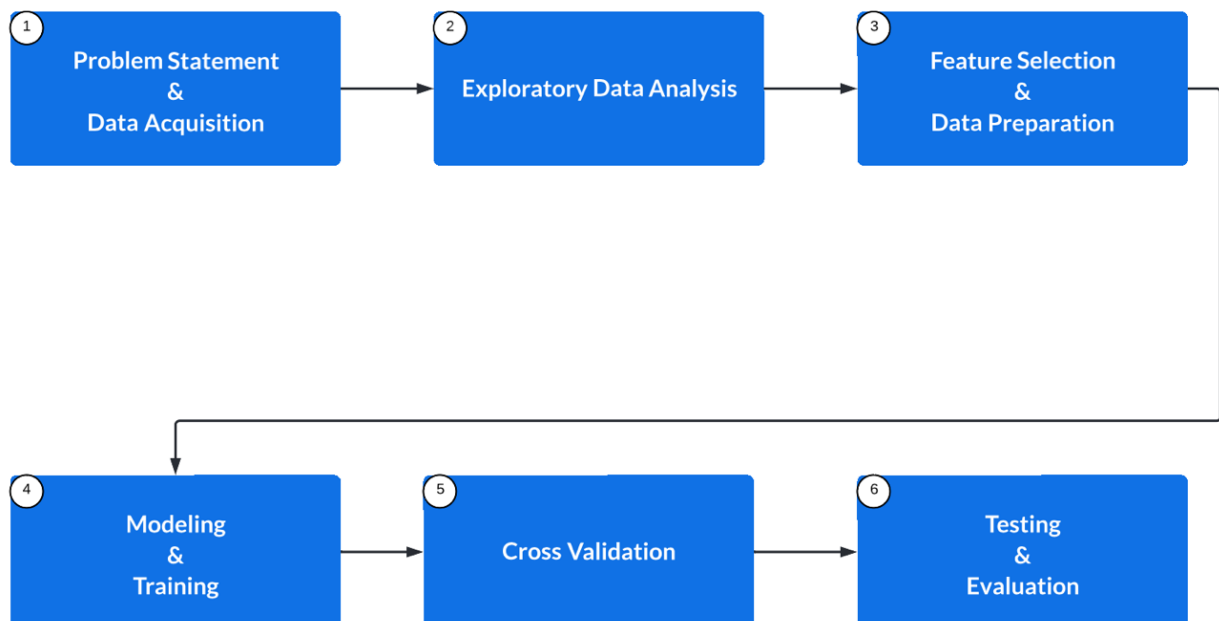 1
Problem Statement
&
Data Acquisition
2
Exploratory Data Analysis
3
Feature Selection
&
Data Preparation
4
Modeling
&
Training
5
Cross Validation
6
Testing
&
Evaluation